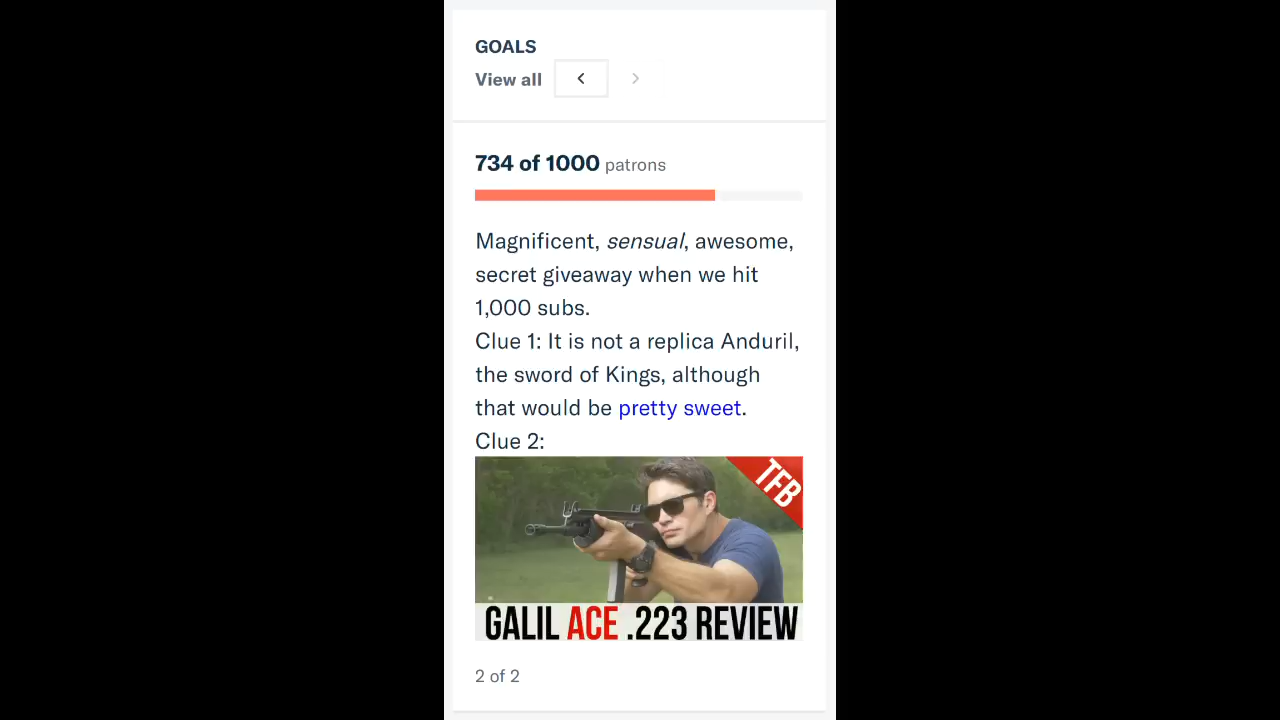 GOALS
View all
734 of 1000 patrons
Magnificent, sensual, awesome,
secret giveaway when we hit
1,000 subs.
Clue 1: It is not a replica Anduril,
the sword of Kings, although
that would be pretty sweet.
Clue 2:
TFB
GALIL ACE .223 REVIEW
2 of 2